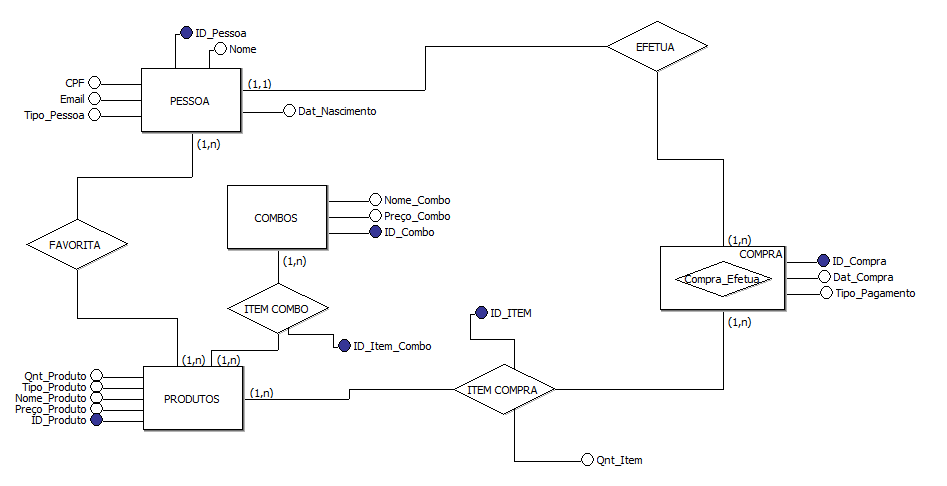 ID_Pessoa
Nome
EFETUA
CPF
Email
Tipo_Pessoa
PESSOA
(1,1)
Dat_Nascimento
(1,n)
COMBOS
Nome_Combo
Preço_Combo
ID_Combo
FAVORITA
(1,n)
(1,n)
COMPRA
Compra_Efetua
ID_Compra
Dat_Compra
Tipo_Pagamento
ITEM COMBO
ID_ITEM
(1,n)
ID_Item_Combo
(1,n)
(1,n)
Qnt_Produto
Tipo_Produto
Nome_Produto
Preço_Produto
ID_Produto
PRODUTOS
(1,n)
ITEM COMPRA
Qnt_Item